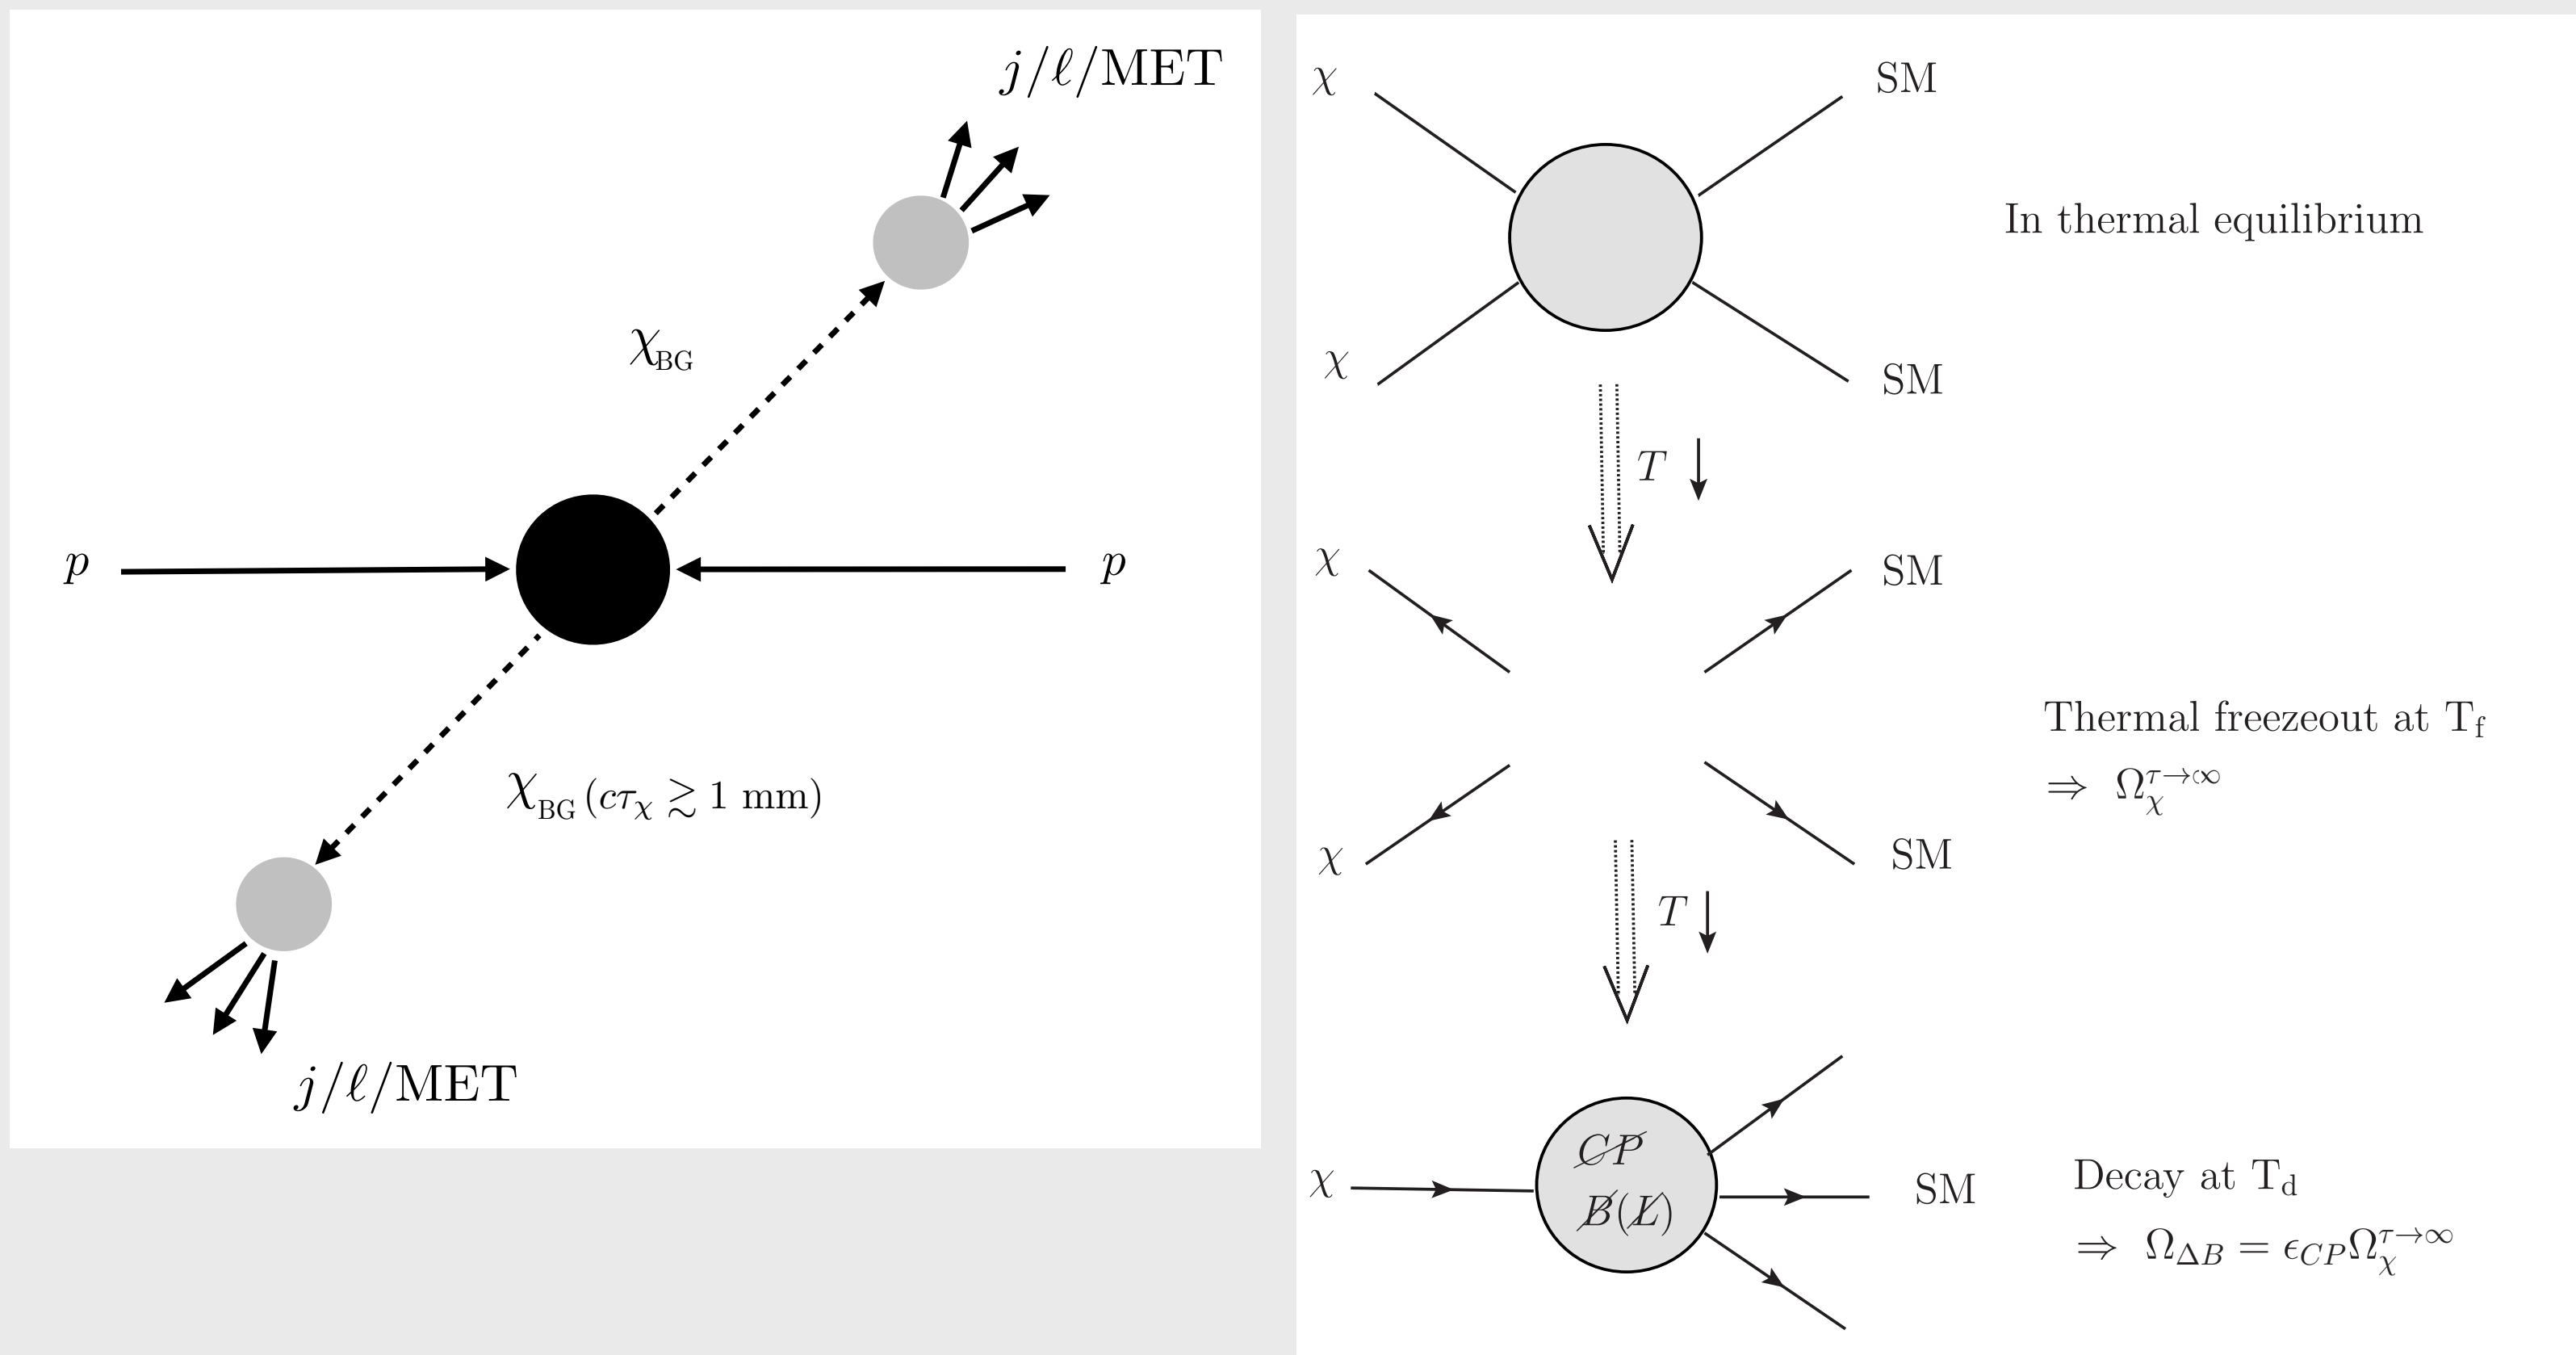 j/ℓ/MET
χ_BG
p
p
χ_BG (cτ_χ ≳ 1 mm)
j/ℓ/MET
χ
SM
In thermal equilibrium
χ
SM
T ↓
χ
SM
Thermal freezeout at T_f
⇒ Ω_χ^{τ→∞}
χ
SM
T ↓
C̸P̸
χ
SM
Decay at T_d
B̸(L̸)
⇒ Ω_{ΔB} = ϵ_{CP}Ω_χ^{τ→∞}